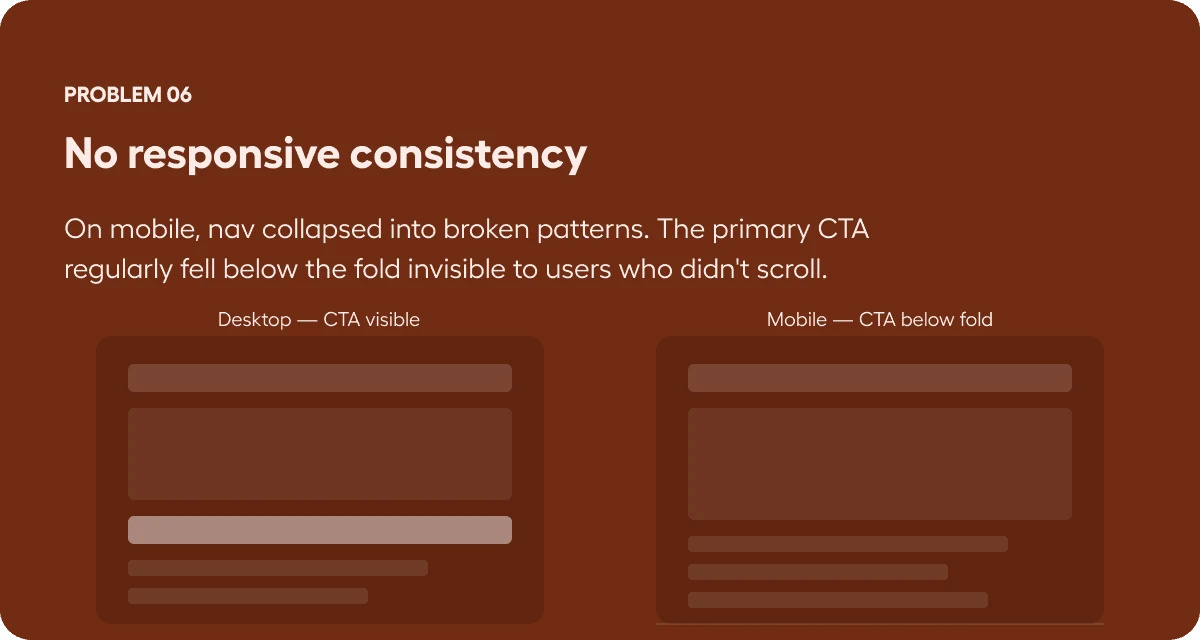 PROBLEM 06
No responsive consistency
On mobile, nav collapsed into broken patterns. The primary CTA
regularly fell below the fold invisible to users who didn't scroll.
Desktop — CTA visible
Mobile — CTA below fold